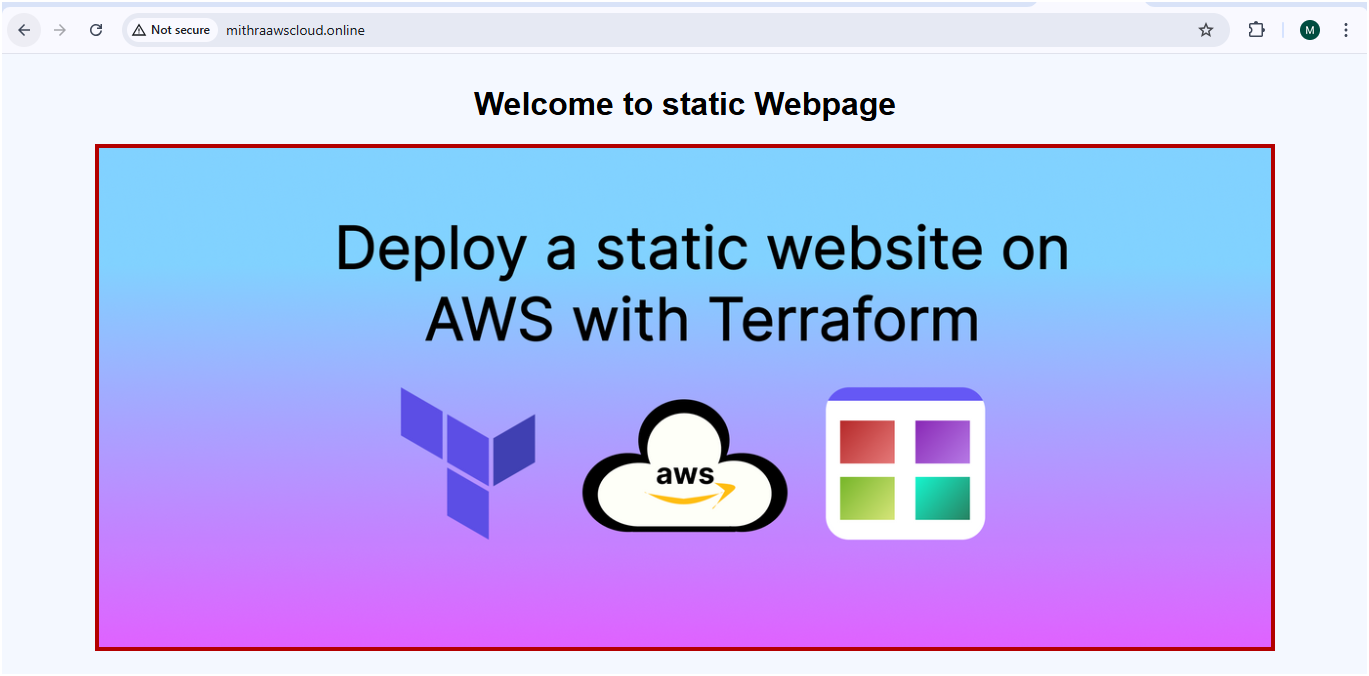 Not secure
mithraawscloud.online
M
Welcome to static Webpage
Deploy a static website on
AWS with Terraform
aws